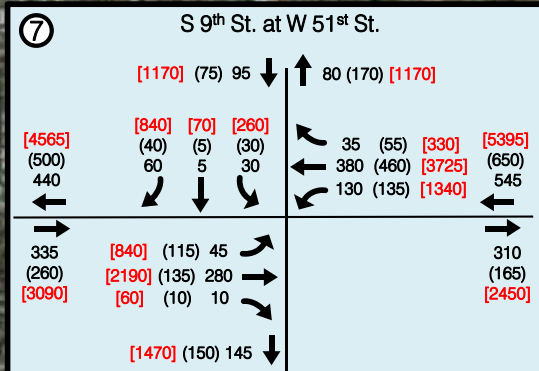 7
S 9th St. at W 51st St.
[1170] (75) 95
80 (170) [1170]
[840] [70] [260]
(40) (5) (30)
60 5 30
[4565]
(500)
440
35 (55) [330]
380 (460) [3725]
130 (135) [1340]
[5395]
(650)
545
335
(260)
[3090]
[840] (115) 45
[2190] (135) 280
[60] (10) 10
310
(165)
[2450]
[1470] (150) 145